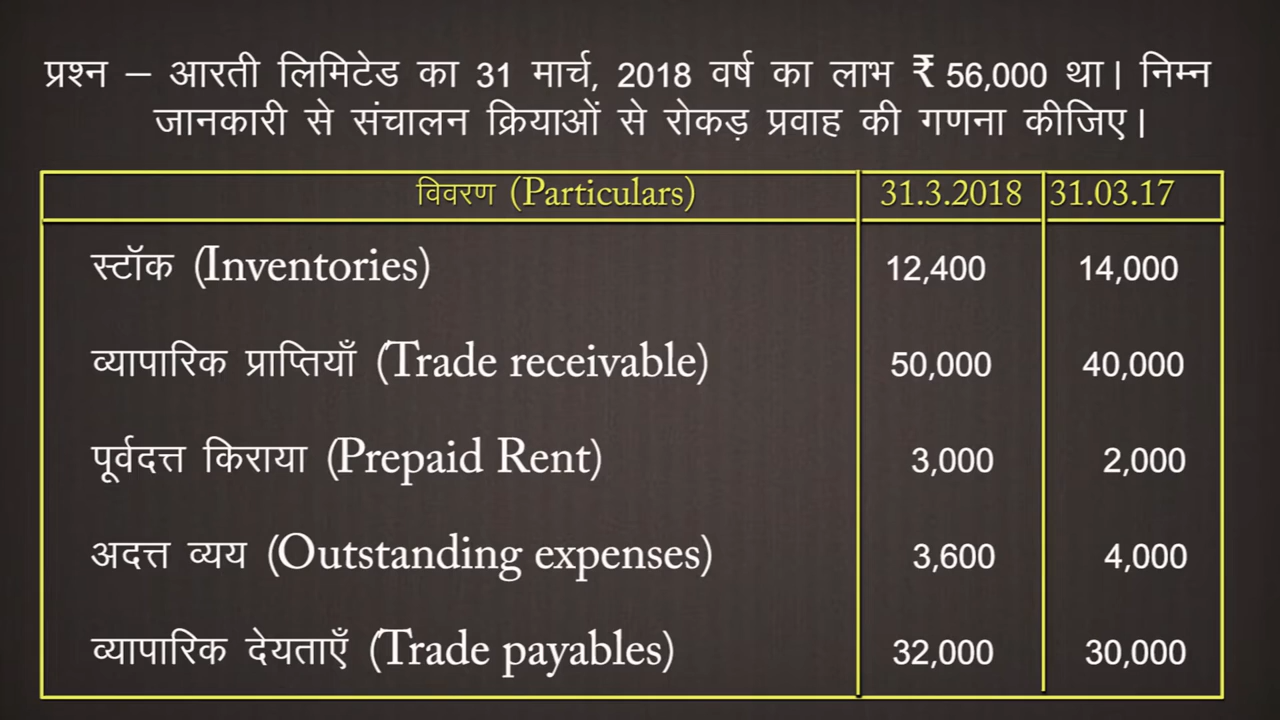 प्रश्न – आरती लिमिटेड का 31 मार्च, 2018 वर्ष का लाभ ₹ 56,000 था। निम्न
जानकारी से संचालन क्रियाओं से रोकड़ प्रवाह की गणना कीजिए।
विवरण (Particulars) 31.3.2018 31.03.17
स्टॉक (Inventories) 12,400 14,000
व्यापारिक प्राप्तियाँ (Trade receivable) 50,000 40,000
पूर्वदत्त किराया (Prepaid Rent) 3,000 2,000
अदत्त व्यय (Outstanding expenses) 3,600 4,000
व्यापारिक देयताएँ (Trade payables) 32,000 30,000